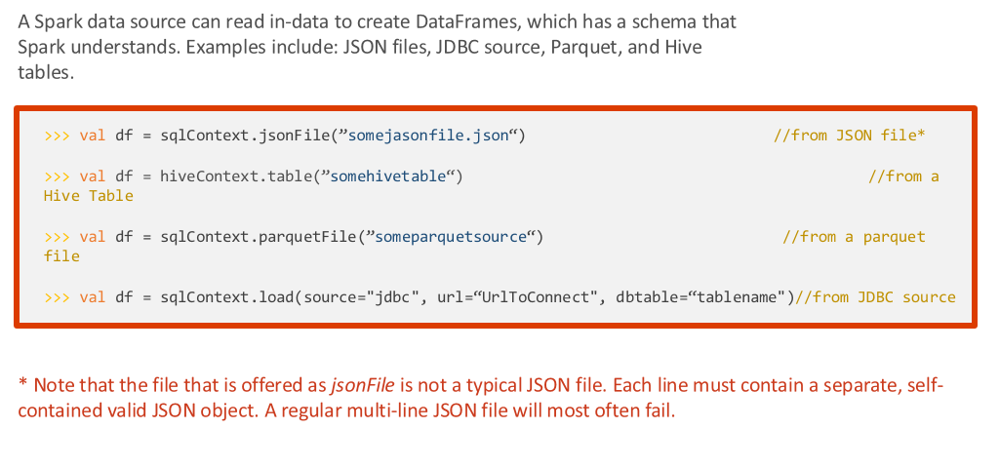 A Spark data source can read in-data to create DataFrames, which has a schema that
Spark understands. Examples include: JSON files, JDBC source, Parquet, and Hive
tables.
>>> val df = sqlContext.jsonFile(”somejasonfile.json“) //from JSON file*
>>> val df = hiveContext.table(”somehivetable“) //from a
Hive Table
>>> val df = sqlContext.parquetFile(”someparquetsource“) //from a parquet
file
>>> val df = sqlContext.load(source="jdbc", url=“UrlToConnect", dbtable=“tablename")//from JDBC source
* Note that the file that is offered as jsonFile is not a typical JSON file. Each line must contain a separate, self-
contained valid JSON object. A regular multi-line JSON file will most often fail.